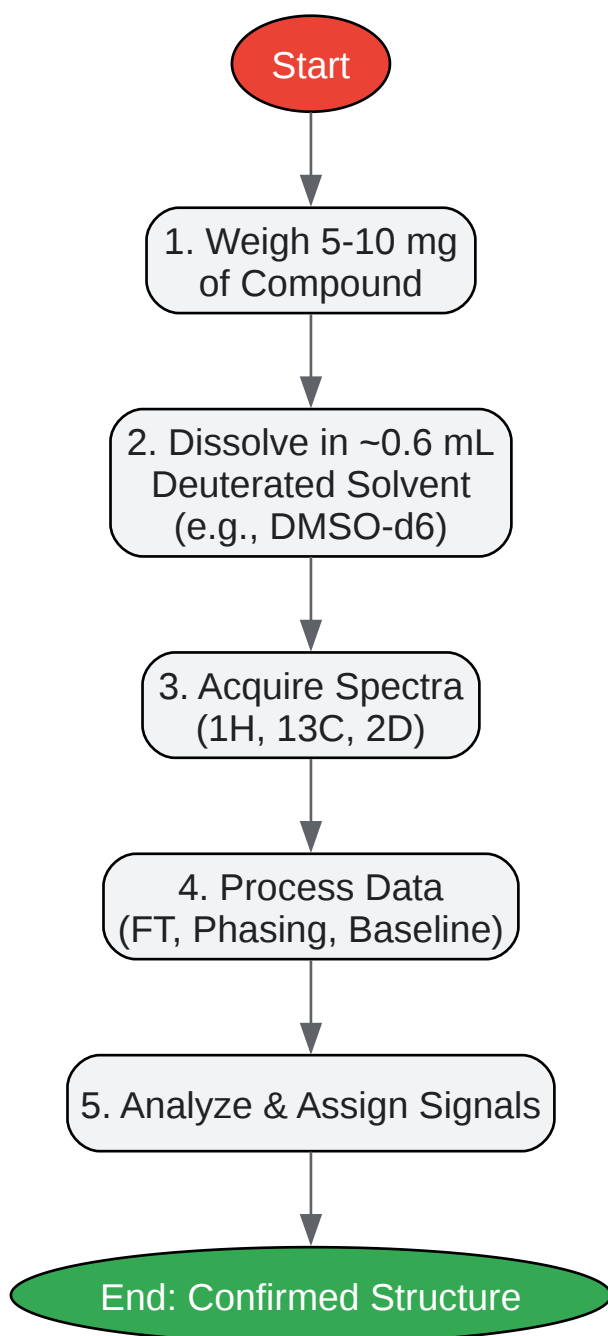 Start
1. Weigh 5-10 mg
of Compound
2. Dissolve in ~0.6 mL
Deuterated Solvent
(e.g., DMSO-d6)
3. Acquire Spectra
(1H, 13C, 2D)
4. Process Data
(FT, Phasing, Baseline)
5. Analyze & Assign Signals
End: Confirmed Structure